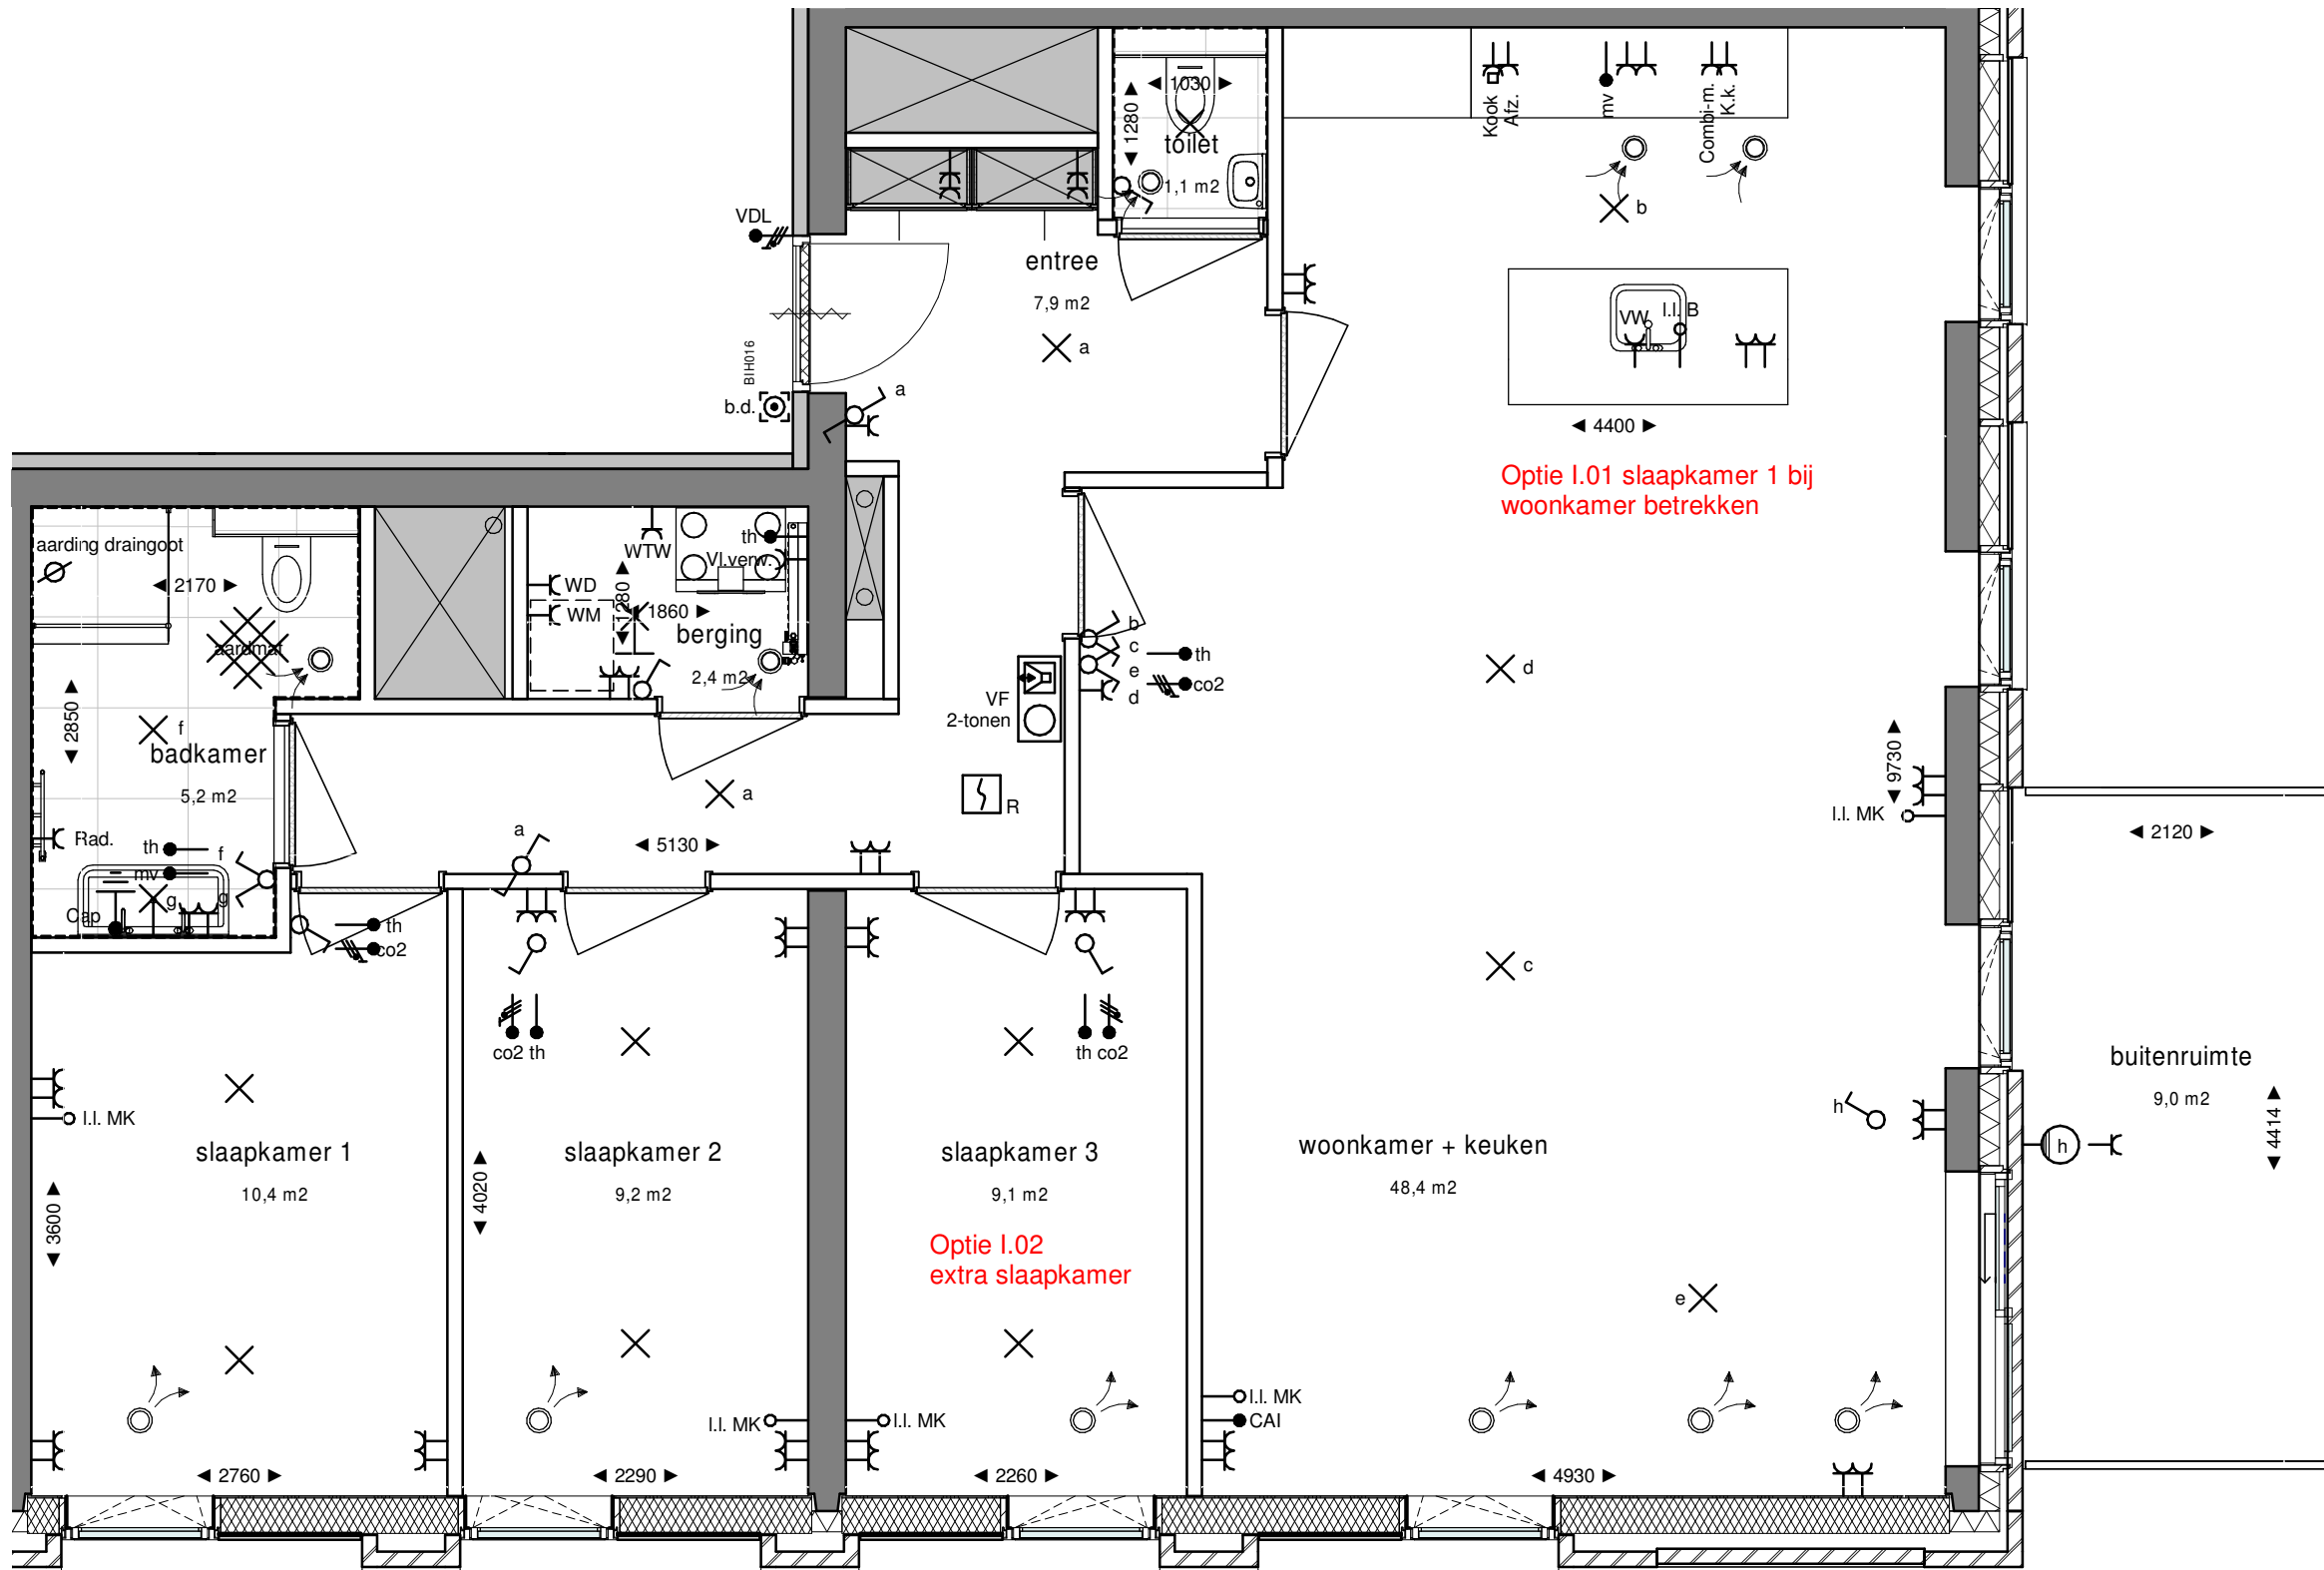 Kook
Afz.
mv
Combi-m.
K.k.
1030
1280
toilet
1,1 m2
b
VDL
entree
7,9 m2
a
VW
l.l. B
BIH016
b.d.
a
4400
Optie I.01 slaapkamer 1 bij
woonkamer betrekken
aarding draingoot
2170
aardmat
WTW
th
Vl.verw.
WD
WM
1280
1860
berging
2,4 m2
b
c
e
d
th
co2
d
VF
2-tonen
2850
f
badkamer
5,2 m2
a
R
9730
l.l. MK
2120
Rad.
th
f
mv
g
g
Cap
a
5130
th
co2
c
co2 th
th co2
buitenruimte
9,0 m2
4414
h
h
l.l. MK
slaapkamer 1
10,4 m2
slaapkamer 2
9,2 m2
slaapkamer 3
9,1 m2
woonkamer + keuken
48,4 m2
3600
4020
Optie I.02
extra slaapkamer
e
l.l. MK
l.l. MK
l.l. MK
CAI
2760
2290
2260
4930